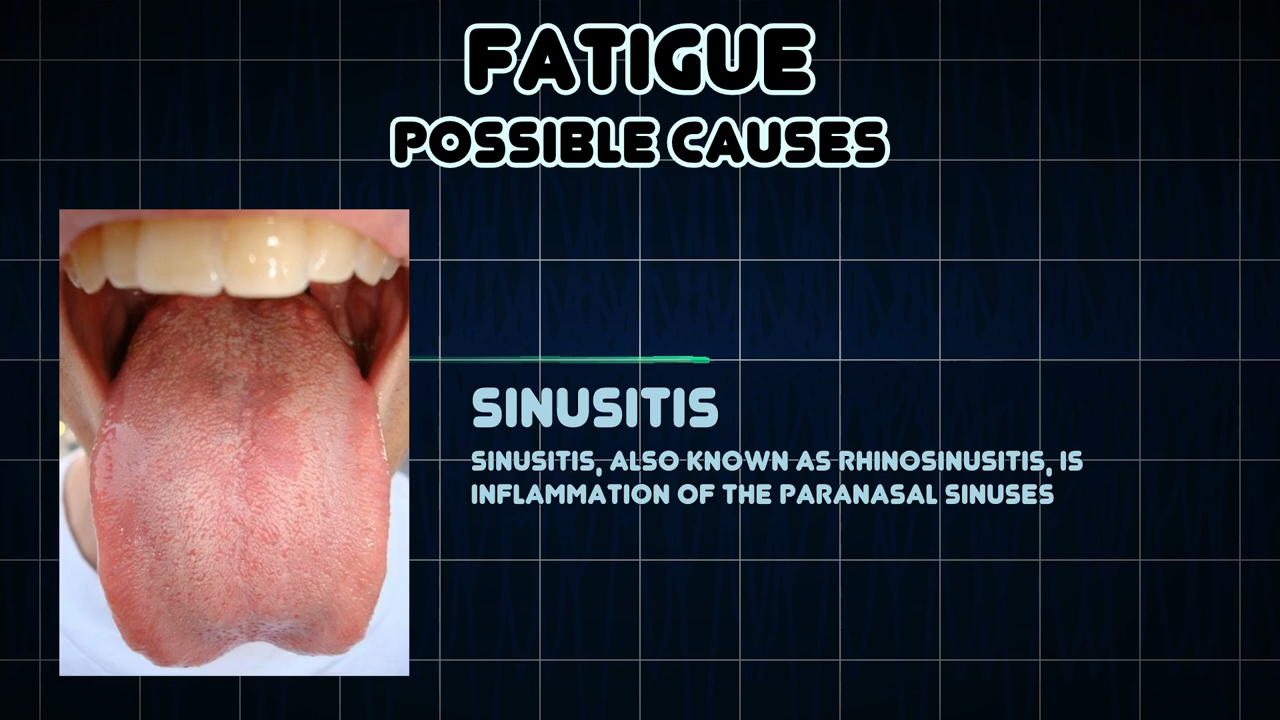 FATIGUE
POSSIBLE CAUSES
SINUSITIS
SINUSITIS, ALSO KNOWN AS RHINOSINUSITIS, IS
INFLAMMATION OF THE PARANASAL SINUSES